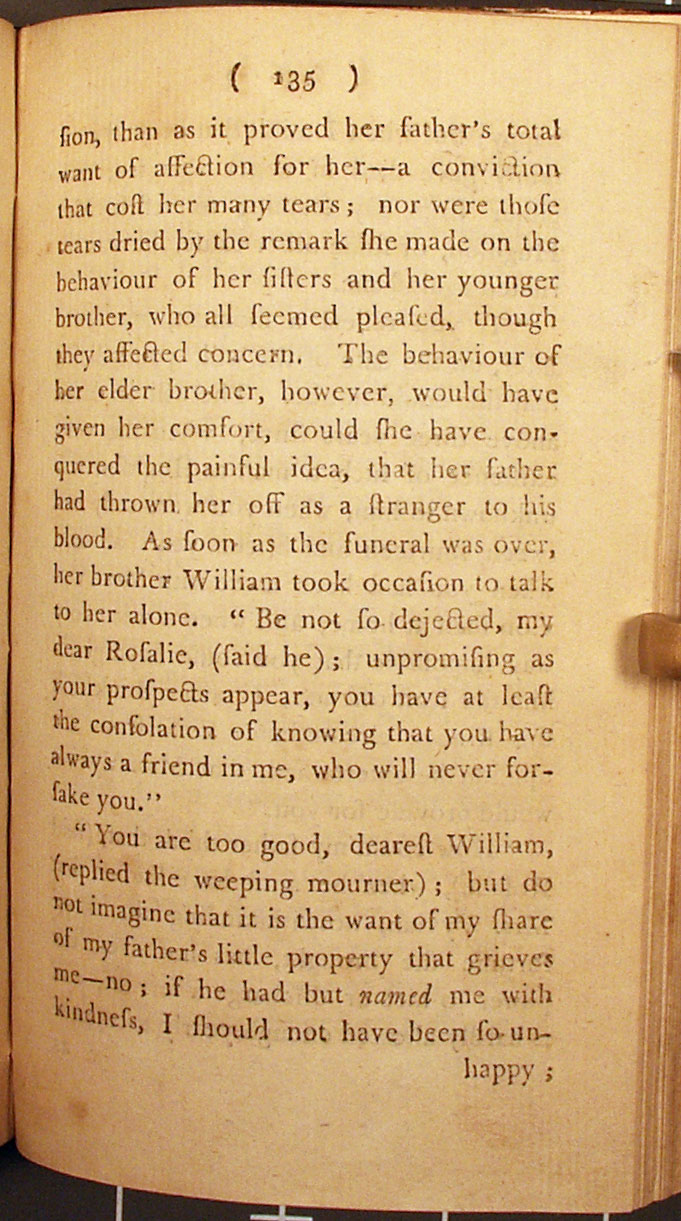 ( 135 )
ſion, than as it proved her father's total
want of affection for her--a conviction
that coſt her many tears ; nor were thoſe
tears dried by the remark ſhe made on the
behaviour of her ſiſters and her younger
brother, who all ſeemed pleaſed, though
they affected concern. The behaviour of
her elder brother, however, would have
given her comfort, could ſhe have con-
quered the painful idea, that her father
had thrown her off as a ſtranger to his
blood. As ſoon as the funeral was over,
her brother William took occaſion to talk
to her alone. “ Be not ſo dejected, my
dear Roſalie, (ſaid he) ; unpromiſing as
your proſpects appear, you have at leaſt
the conſolation of knowing that you have
always a friend in me, who will never for-
ſake you.”
“ You are too good, deareſt William,
(replied the weeping mourner) ; but do
not imagine that it is the want of my ſhare
of my father's little property that grieves
me—no ; if he had but named me with
kindneſs, I ſhould not have been ſo un-
happy ;